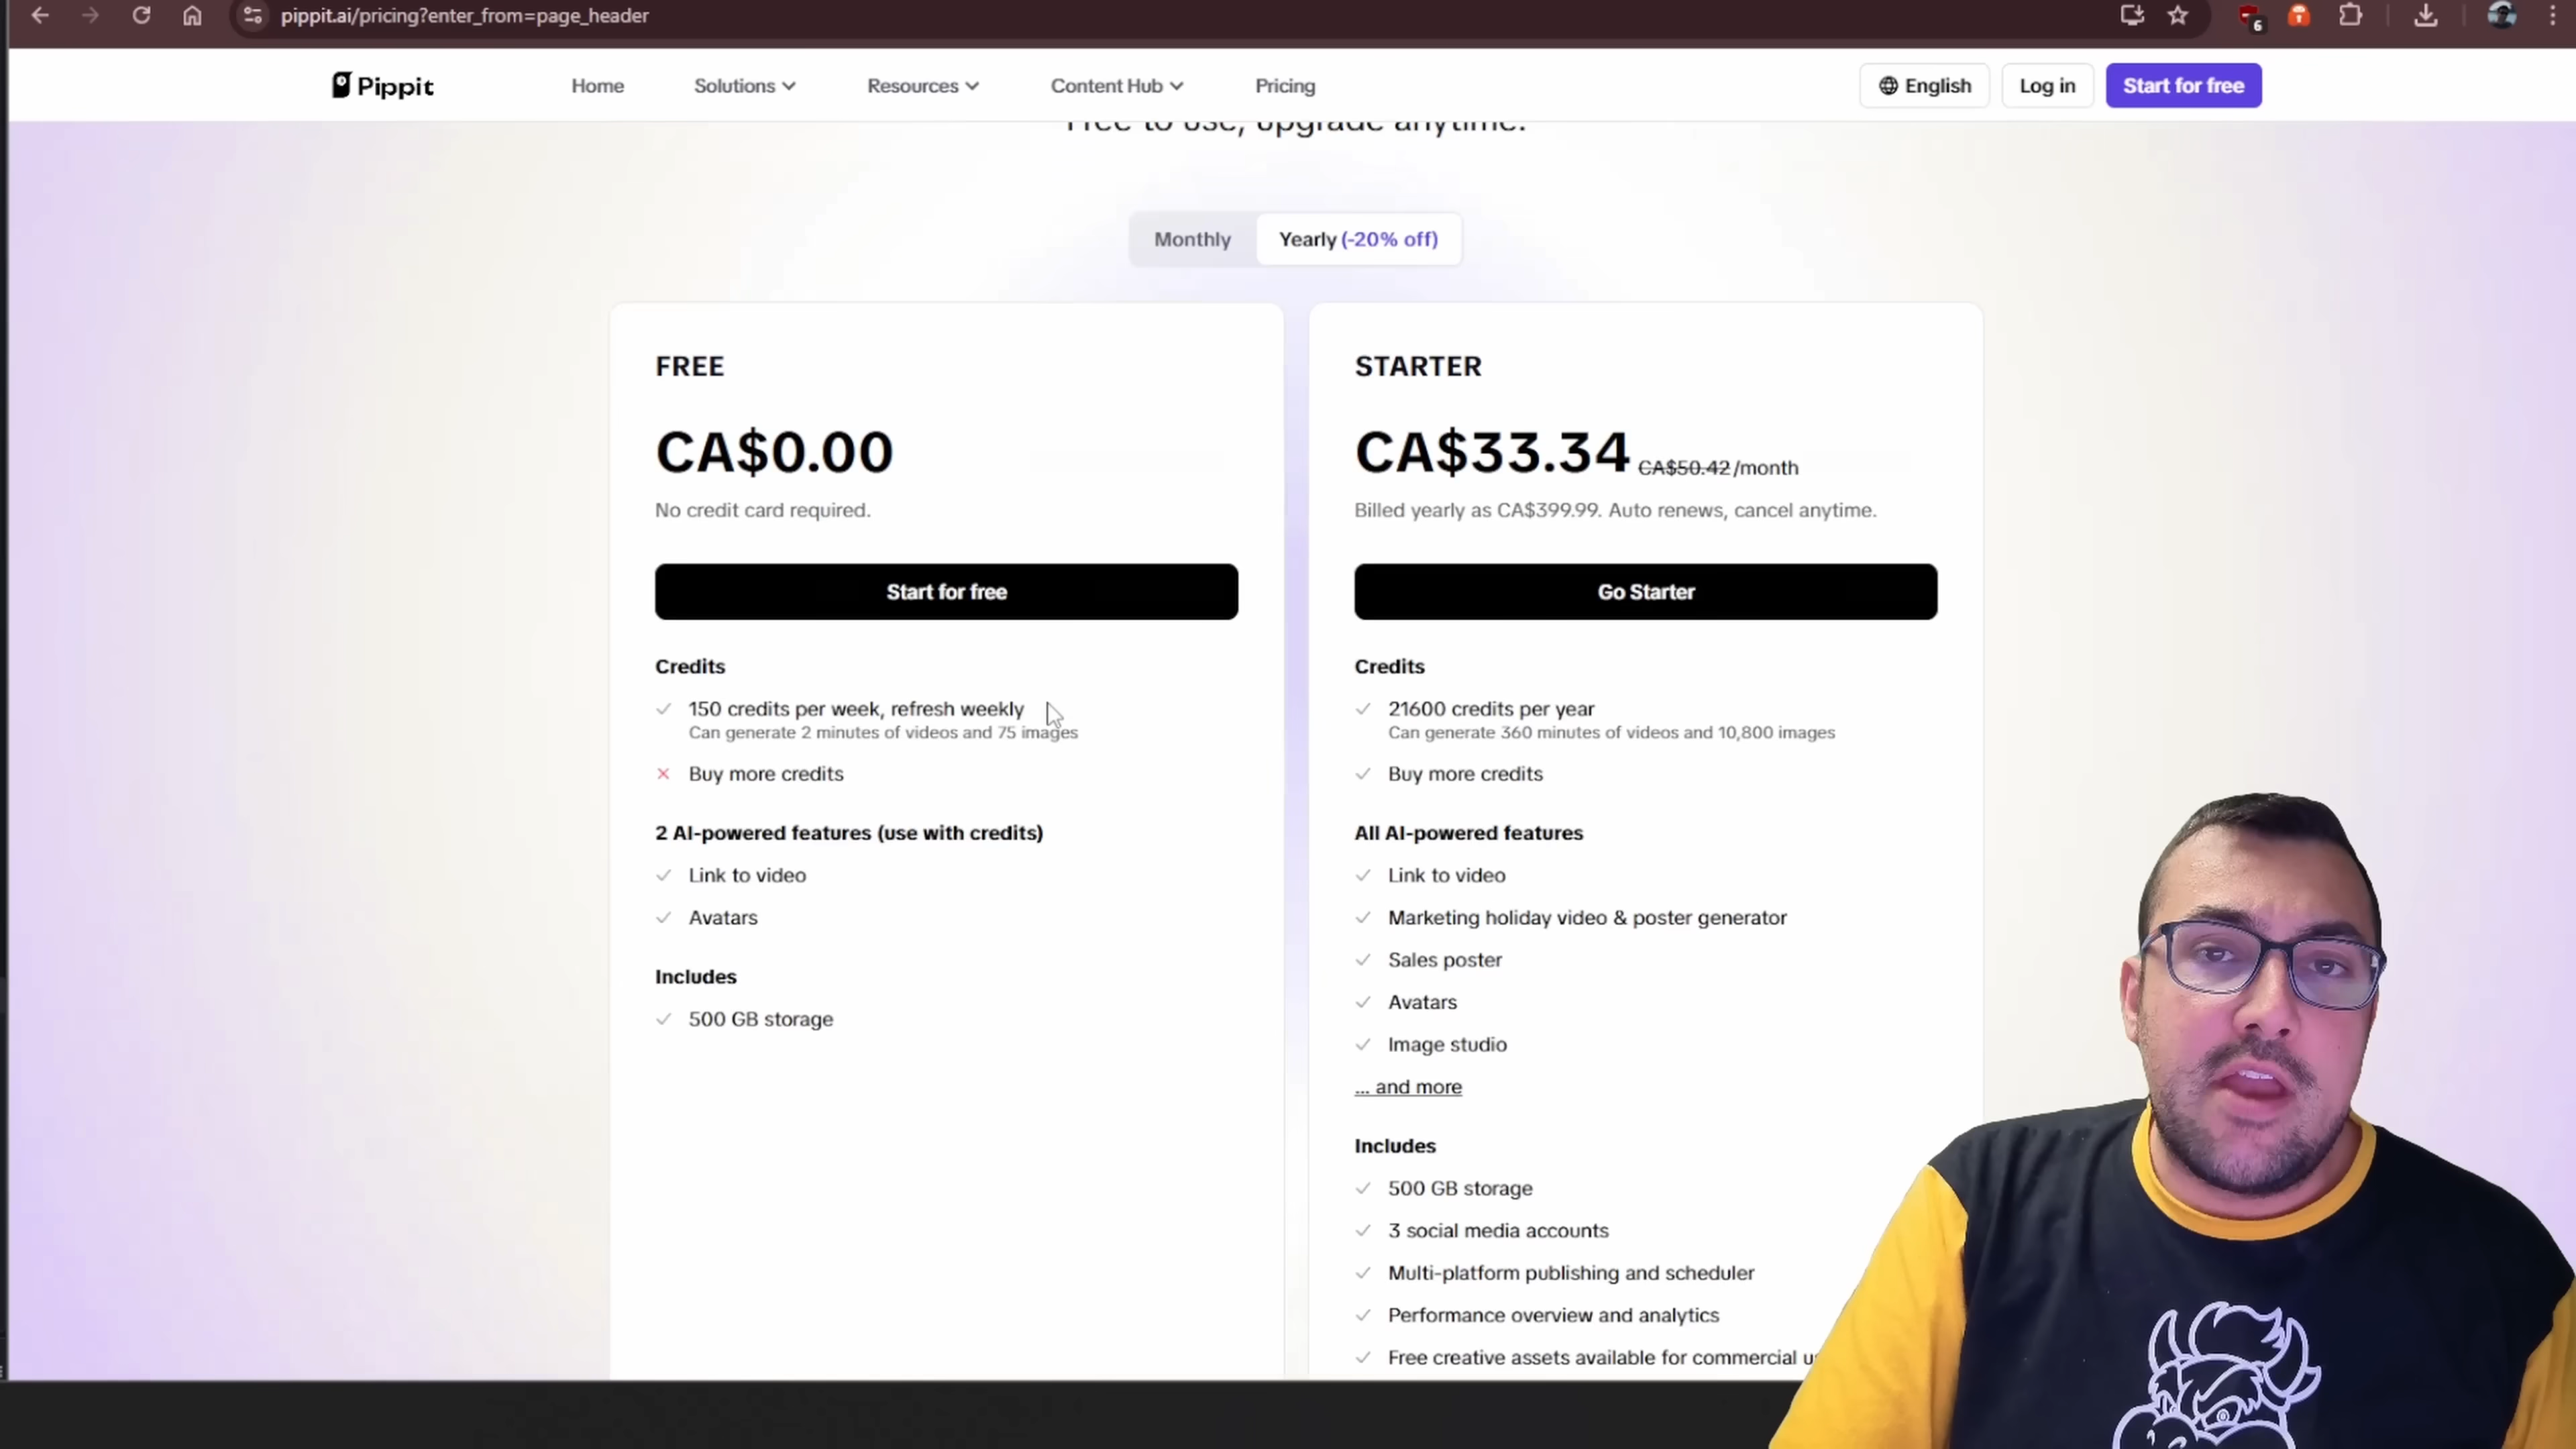 pippit.ai/pricing?enter_from=page_header
6
Pippit
Home
Solutions
Resources
Content Hub
Pricing
English
Log in
Start for free
Free to use, upgrade anytime.
Monthly
Yearly (-20% off)
FREE
CA$0.00
No credit card required.
Start for free
Credits
150 credits per week, refresh weekly
Can generate 2 minutes of videos and 75 images
Buy more credits
2 AI-powered features (use with credits)
Link to video
Avatars
Includes
500 GB storage
STARTER
CA$33.34 CA$50.42/month
Billed yearly as CA$399.99. Auto renews, cancel anytime.
Go Starter
Credits
21600 credits per year
Can generate 360 minutes of videos and 10,800 images
Buy more credits
All AI-powered features
Link to video
Marketing holiday video & poster generator
Sales poster
Avatars
Image studio
... and more
Includes
500 GB storage
3 social media accounts
Multi-platform publishing and scheduler
Performance overview and analytics
Free creative assets available for commercial